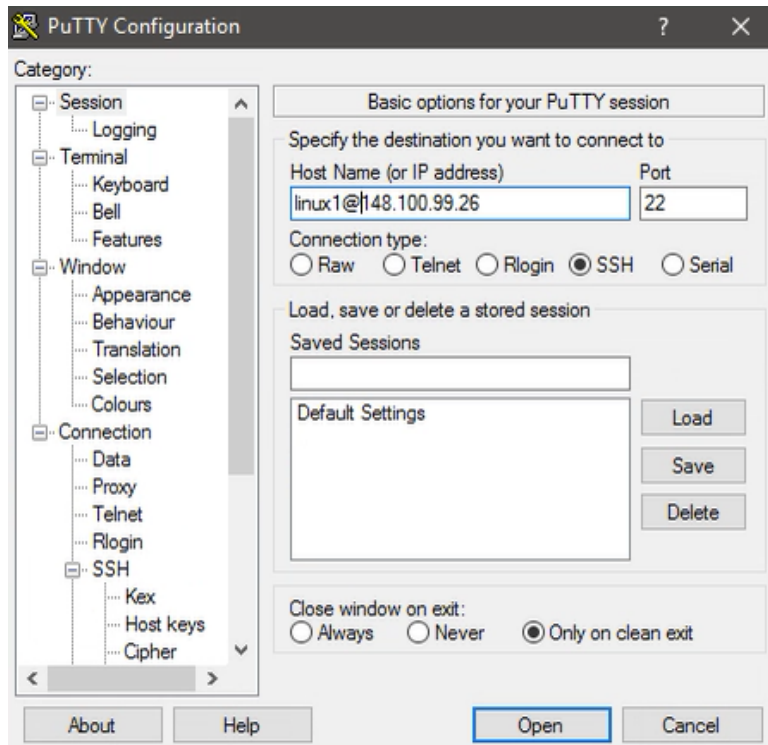 PuTTY Configuration
? ×
Category:
Session
Logging
Terminal
Keyboard
Bell
Features
Window
Appearance
Behaviour
Translation
Selection
Colours
Connection
Data
Proxy
Telnet
Rlogin
SSH
Kex
Host keys
Cipher
Basic options for your PuTTY session
Specify the destination you want to connect to
Host Name (or IP address) Port
linux1@148.100.99.26 22
Connection type:
Raw Telnet Rlogin SSH Serial
Load, save or delete a stored session
Saved Sessions
Default Settings
Load
Save
Delete
Close window on exit:
Always Never Only on clean exit
About Help Open Cancel